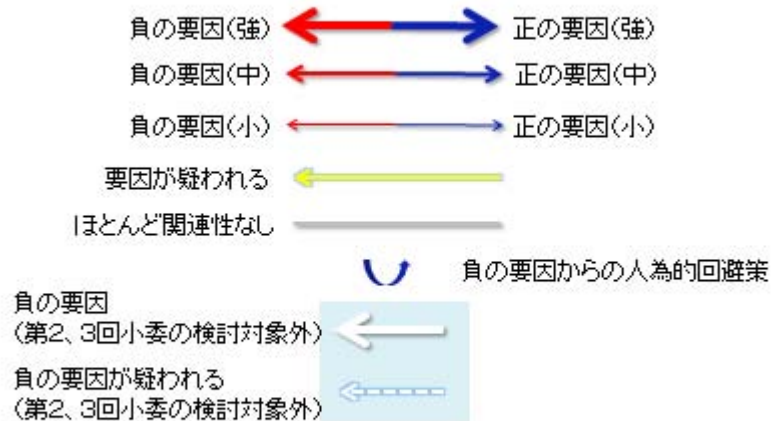 負の要因(強) 正の要因(強)
負の要因(中) 正の要因(中)
負の要因(小) 正の要因(小)
要因が疑われる
ほとんど関連性なし
負の要因からの人為的回避策
負の要因
(第2、3回小委の検討対象外)
負の要因が疑われる
(第2、3回小委の検討対象外)